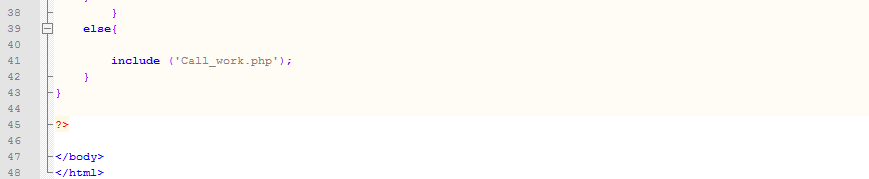 38 }
39 else{
40
41 include ('Call_work.php');
42 }
43 }
44
45 ?>
46
47 </body>
48 </html>